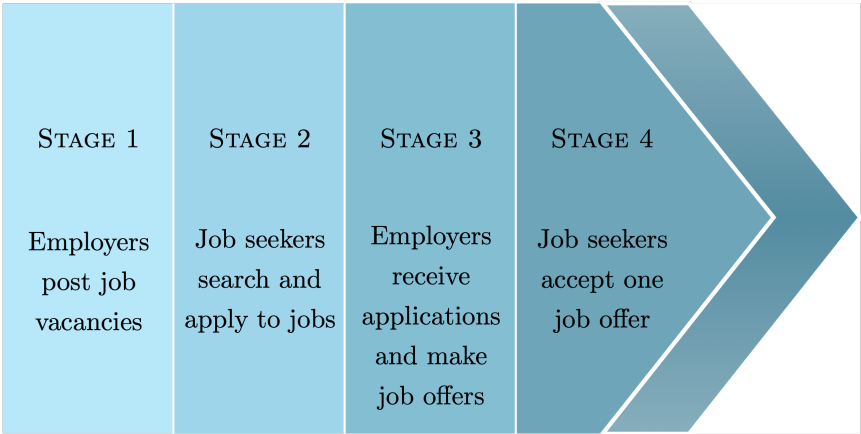 STAGE 1
Employers
post job
vacancies
STAGE 2
Job seekers
search and
apply to jobs
STAGE 3
Employers
receive
applications
and make
job offers
STAGE 4
Job seekers
accept one
job offer